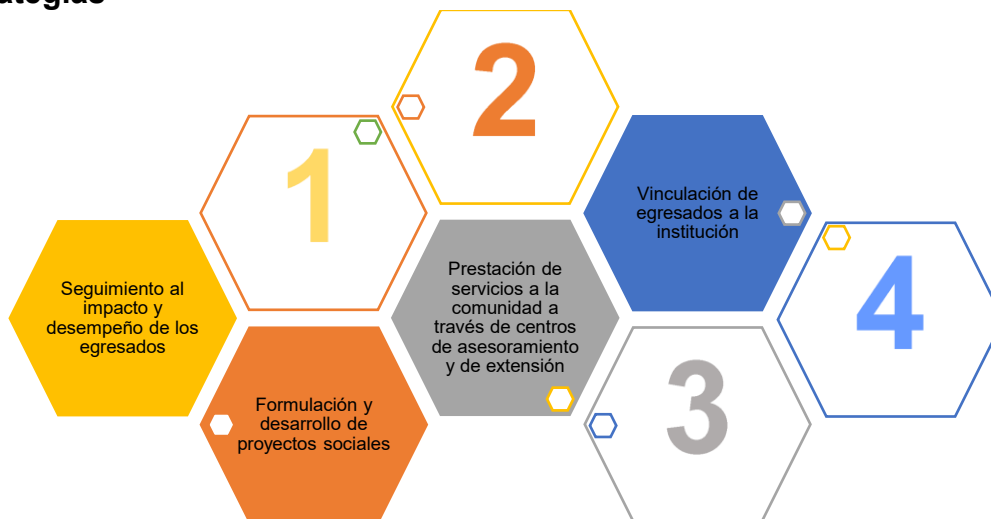 ategias
2
1
Vinculación de
egresados a la
institución
4
Seguimiento al
impacto y
desempeño de los
egresados
Prestación de
servicios a la
comunidad a
través de centros
de asesoramiento
y de extensión
3
Formulación y
desarrollo de
proyectos sociales